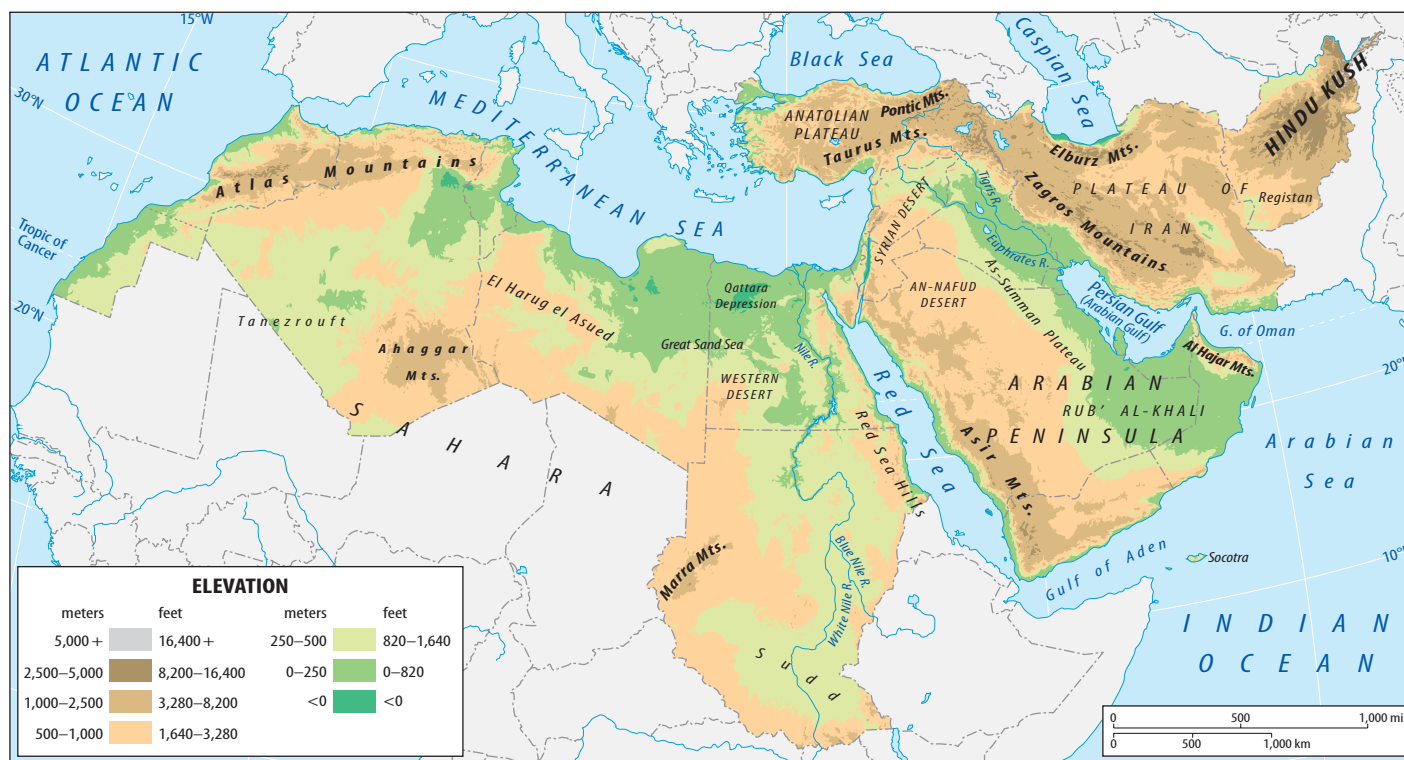 15°W
ATLANTIC
OCEAN
30°N
Tropic of
Cancer
20°N
MEDITERRANEAN SEA
Black Sea
Caspian
Sea
HINDU KUSH
ANATOLIAN
PLATEAU
Pontic Mts.
Taurus Mts.
Elburz Mts.
PLATEAU OF
IRAN
Registan
Zagros Mountains
Tigris R.
Euphrates R.
SYRIAN DESERT
AN-NAFUD
DESERT
As-Summan Plateau
Persian Gulf
(Arabian Gulf)
G. of Oman
Al Hajar Mts.
20°
ARABIAN
PENINSULA
RUB' AL-KHALI
Asir Mts.
Arabian
Sea
Red Sea
Red Sea Hills
Gulf of Aden
Socotra
10°
INDIAN
OCEAN
Atlas Mountains
Tanezrouft
Ahaggar
Mts.
El Harug el Asued
Qattara
Depression
Great Sand Sea
WESTERN
DESERT
Nile R.
SAHARA
Marra Mts.
Blue Nile R.
White Nile R.
Sudd
ELEVATION
meters feet meters feet
5,000 + 16,400 + 250–500 820–1,640
2,500–5,000 8,200–16,400 0–250 0–820
1,000–2,500 3,280–8,200 <0 <0
500–1,000 1,640–3,280
0 500 1,000 mi
0 500 1,000 km